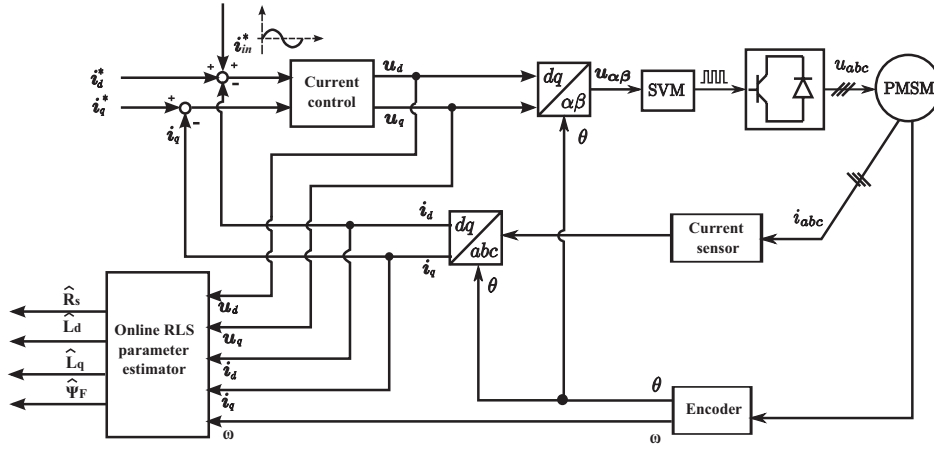 i*in
i*d
+
+
-
Current
control
ud
dq
αβ
uαβ
SVM
uabc
PMSM
i*q
+
-
iq
uq
θ
id
dq
abc
Current
sensor
iabc
iq
θ
R̂s
L̂d
L̂q
Ψ̂F
Online RLS
parameter
estimator
ud
uq
id
iq
ω
θ
ω
Encoder